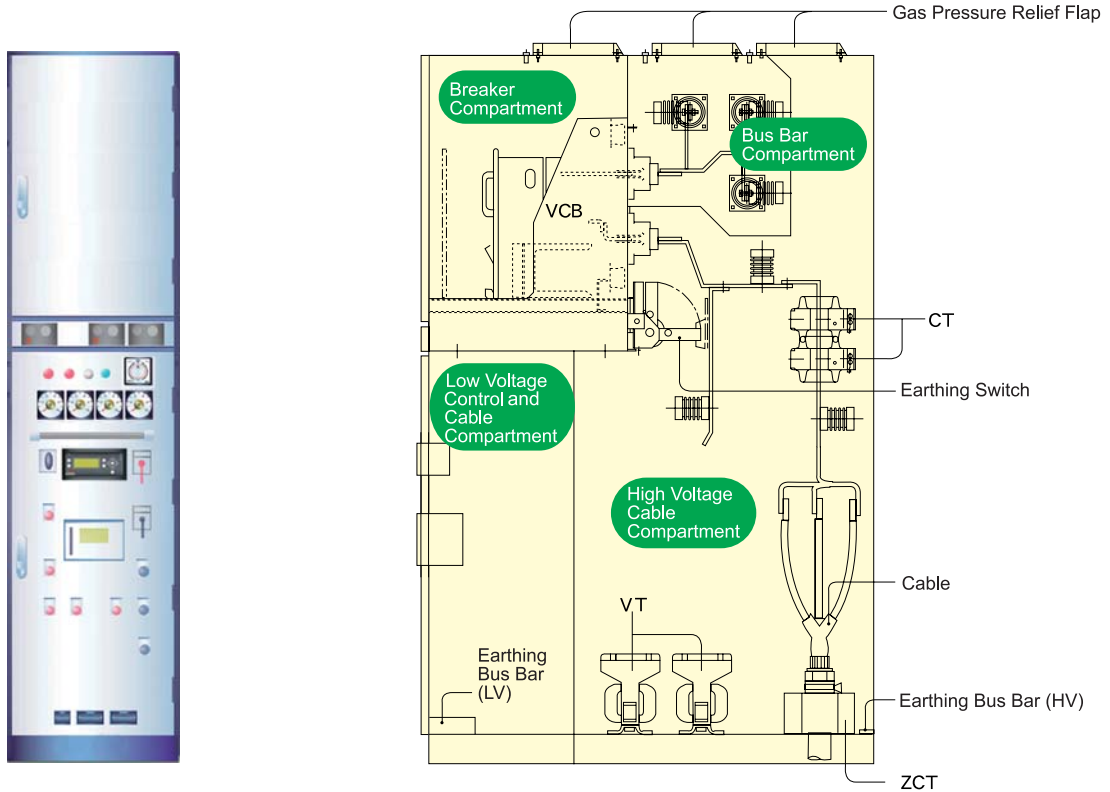 Gas Pressure Relief Flap
Breaker
Compartment
Bus Bar
Compartment
VCB
CT
Earthing Switch
Low Voltage
Control and
Cable
Compartment
High Voltage
Cable
Compartment
Cable
VT
Earthing
Bus Bar
(LV)
Earthing Bus Bar (HV)
ZCT